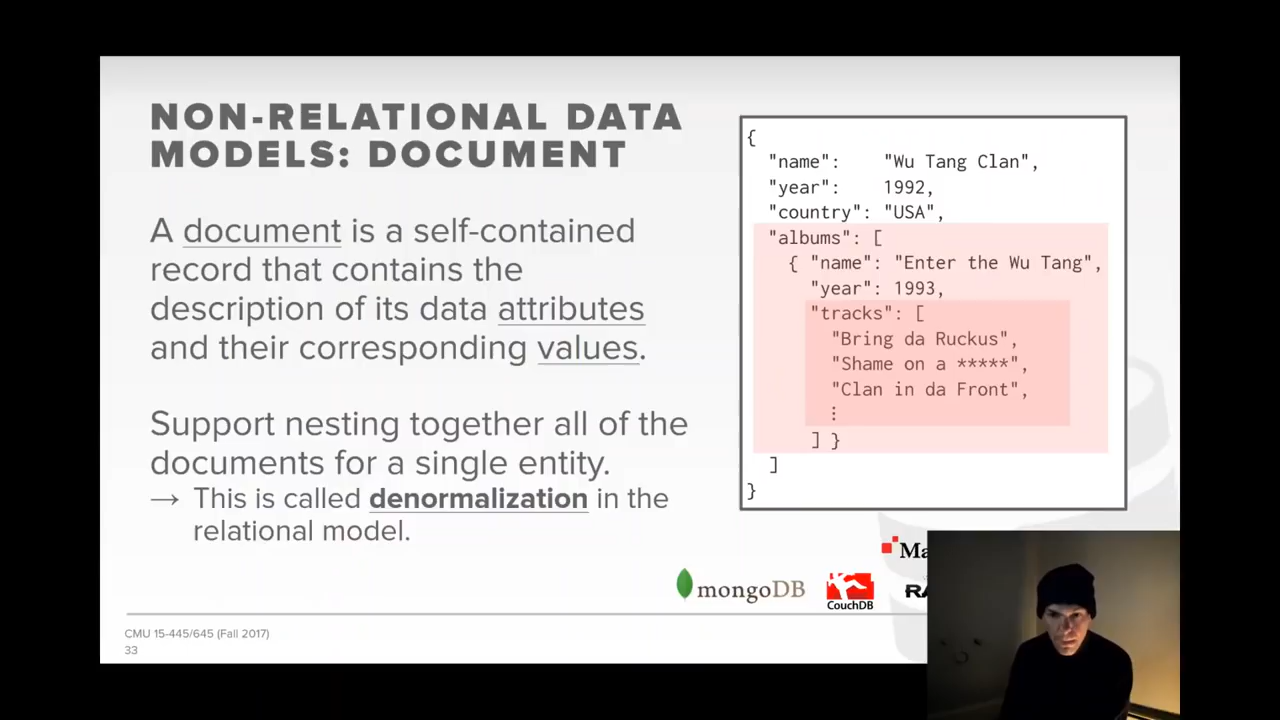 NON-RELATIONAL DATA
MODELS: DOCUMENT
A document is a self-contained
record that contains the
description of its data attributes
and their corresponding values.
Support nesting together all of the
documents for a single entity.
→ This is called denormalization in the
relational model.
{
"name": "Wu Tang Clan",
"year": 1992,
"country": "USA",
"albums": [
{ "name": "Enter the Wu Tang",
"year": 1993,
"tracks": [
"Bring da Ruckus",
"Shame on a *****",
"Clan in da Front",
⋮
] }
]
}
mongoDB
CouchDB
CMU 15-445/645 (Fall 2017)
33